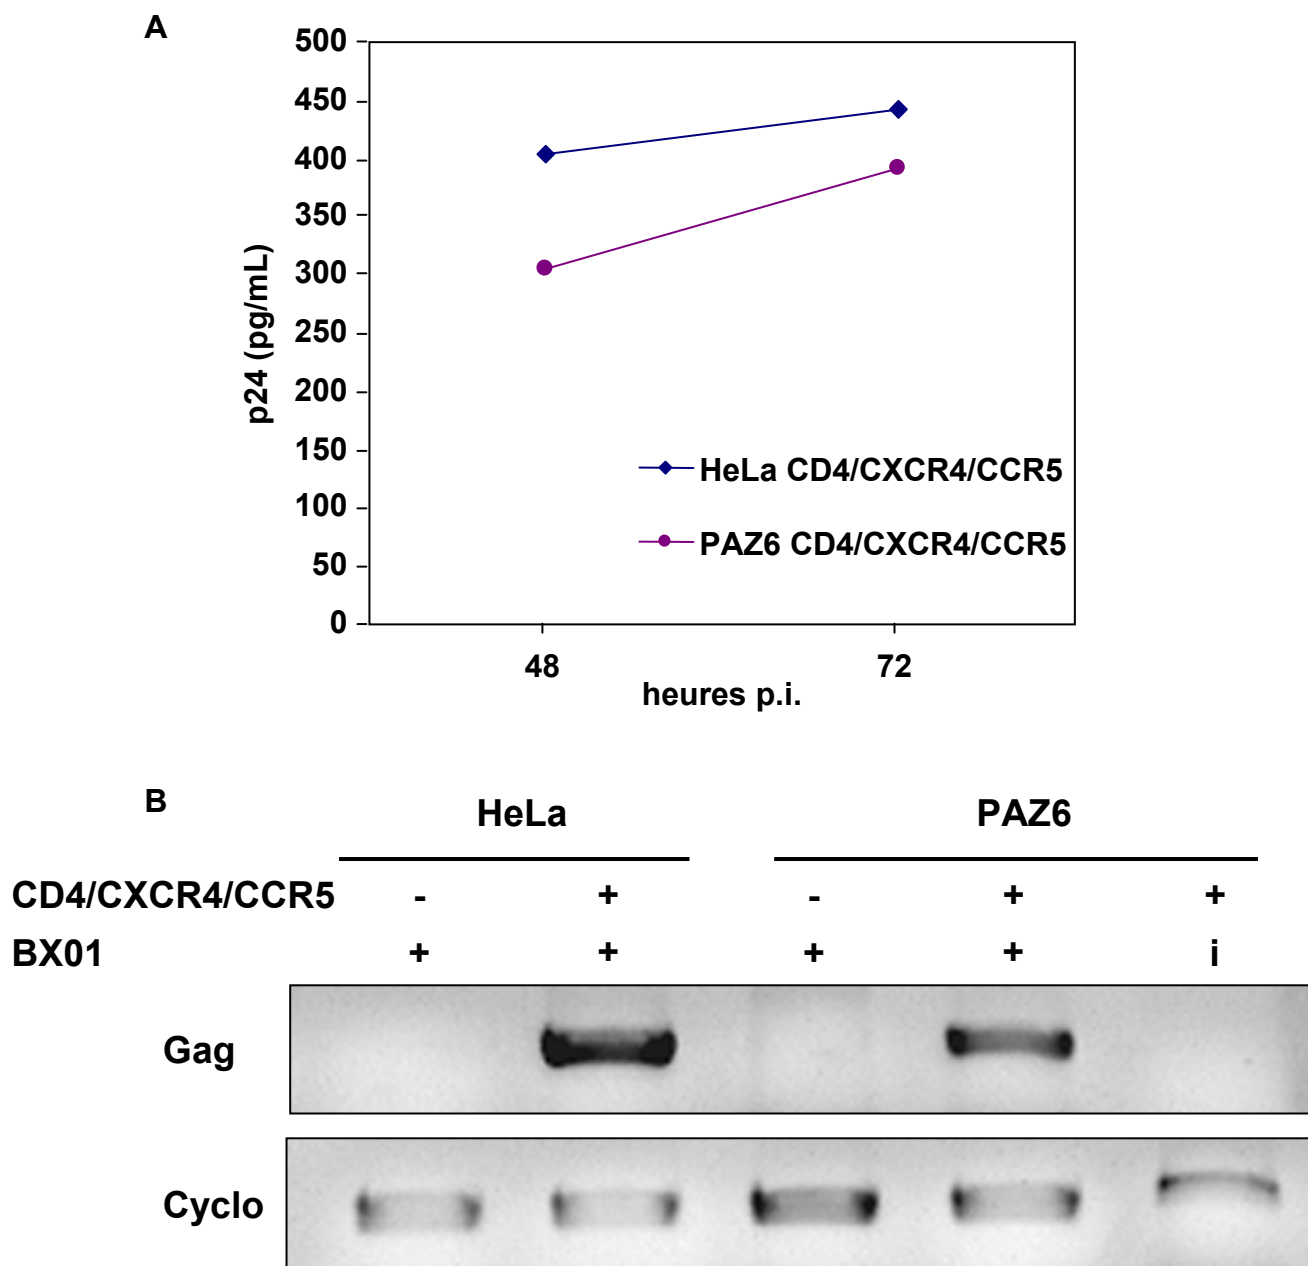 A
500
450
400
350
300
250
200
150
100
50
0
p24 (pg/mL)
HeLa CD4/CXCR4/CCR5
PAZ6 CD4/CXCR4/CCR5
48 72
heures p.i.
B
HeLa PAZ6
CD4/CXCR4/CCR5 - + - + +
BX01 + + + + i
Gag
Cyclo